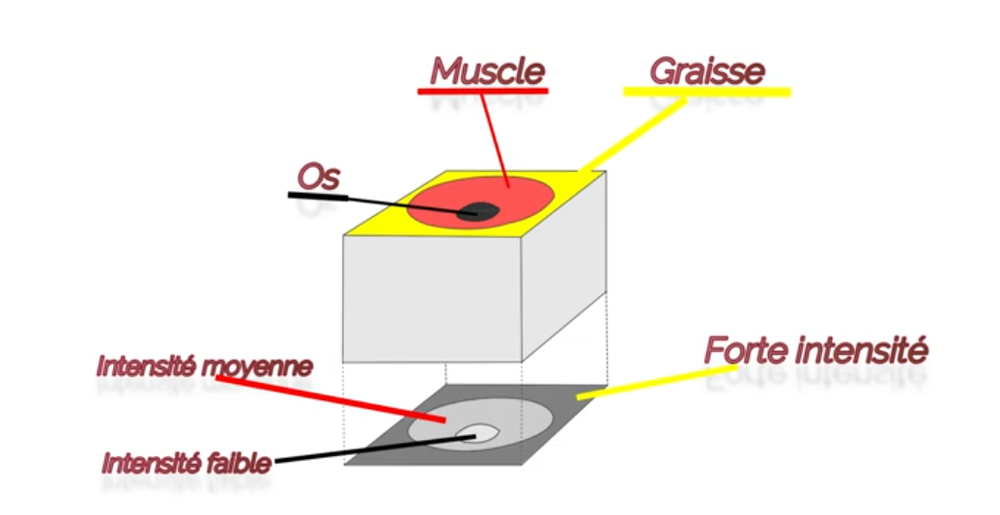 Muscle
Graisse
Os
Forte intensité
Intensité moyenne
Intensité faible